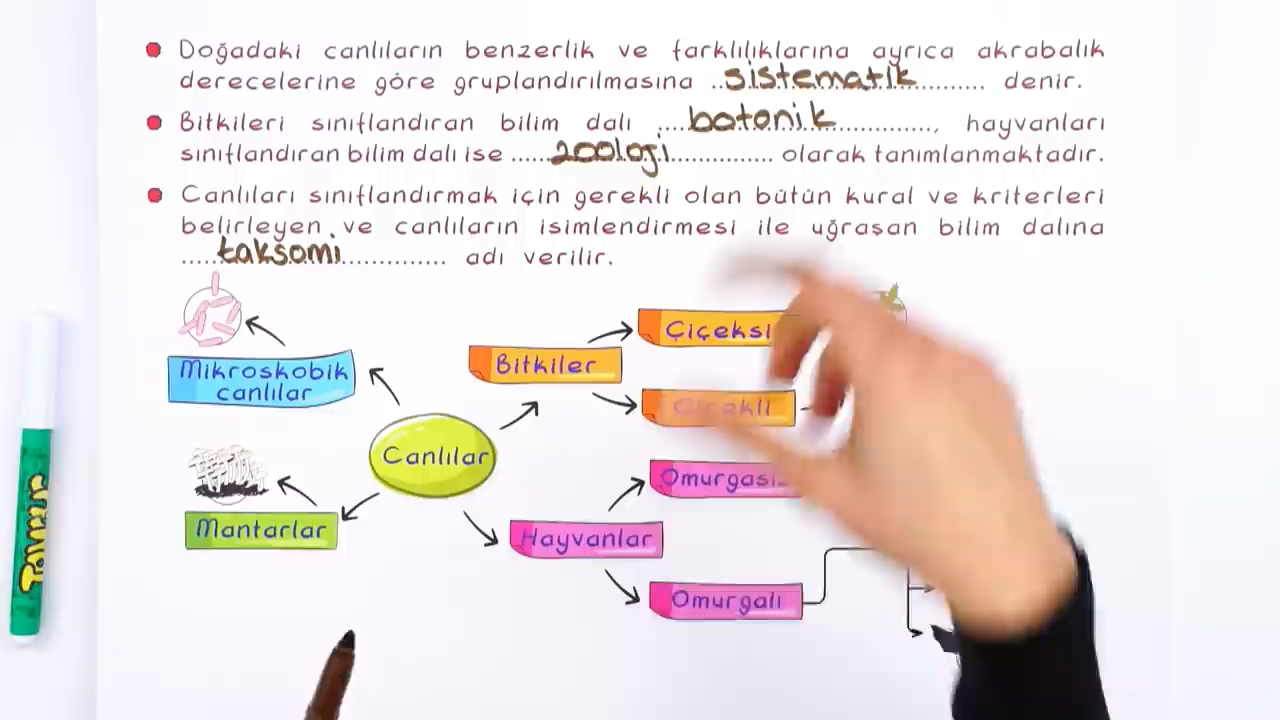 Doğadaki canlıların benzerlik ve farklılıklarına ayrıca akrabalık
derecelerine göre gruplandırılmasına ..sistematik.......... denir.
Bitkileri sınıflandıran bilim dalı ....botanik.............., hayvanları
sınıflandıran bilim dalı ise ......zooloji............... olarak tanımlanmaktadır.
Canlıları sınıflandırmak için gerekli olan bütün kural ve kriterleri
belirleyen ve canlıların isimlendirmesi ile uğraşan bilim dalına
.....taksomi............... adı verilir.
Mikroskobik
canlılar
Bitkiler
Çiçekli
Canlılar
Mantarlar
Hayvanlar
Omurgalı